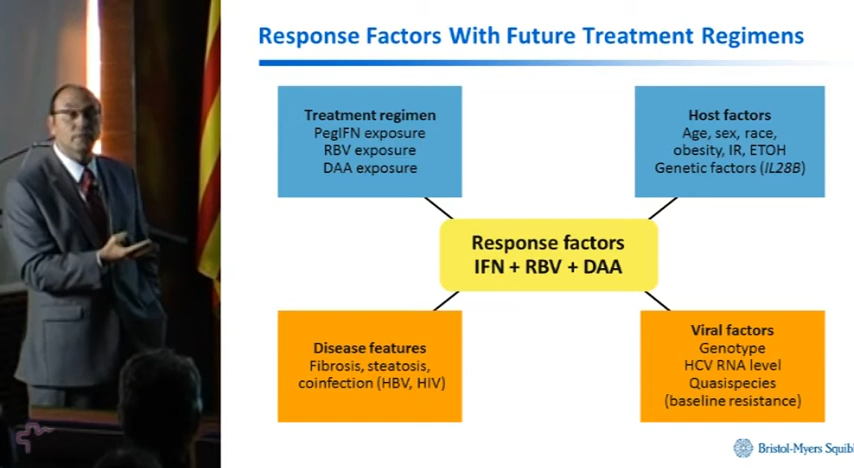 Response Factors With Future Treatment Regimens
Treatment regimen
PegIFN exposure
RBV exposure
DAA exposure
Host factors
Age, sex, race,
obesity, IR, ETOH
Genetic factors (IL28B)
Response factors
IFN + RBV + DAA
Disease features
Fibrosis, steatosis,
coinfection (HBV, HIV)
Viral factors
Genotype
HCV RNA level
Quasispecies
(baseline resistance)
Bristol-Myers Squib